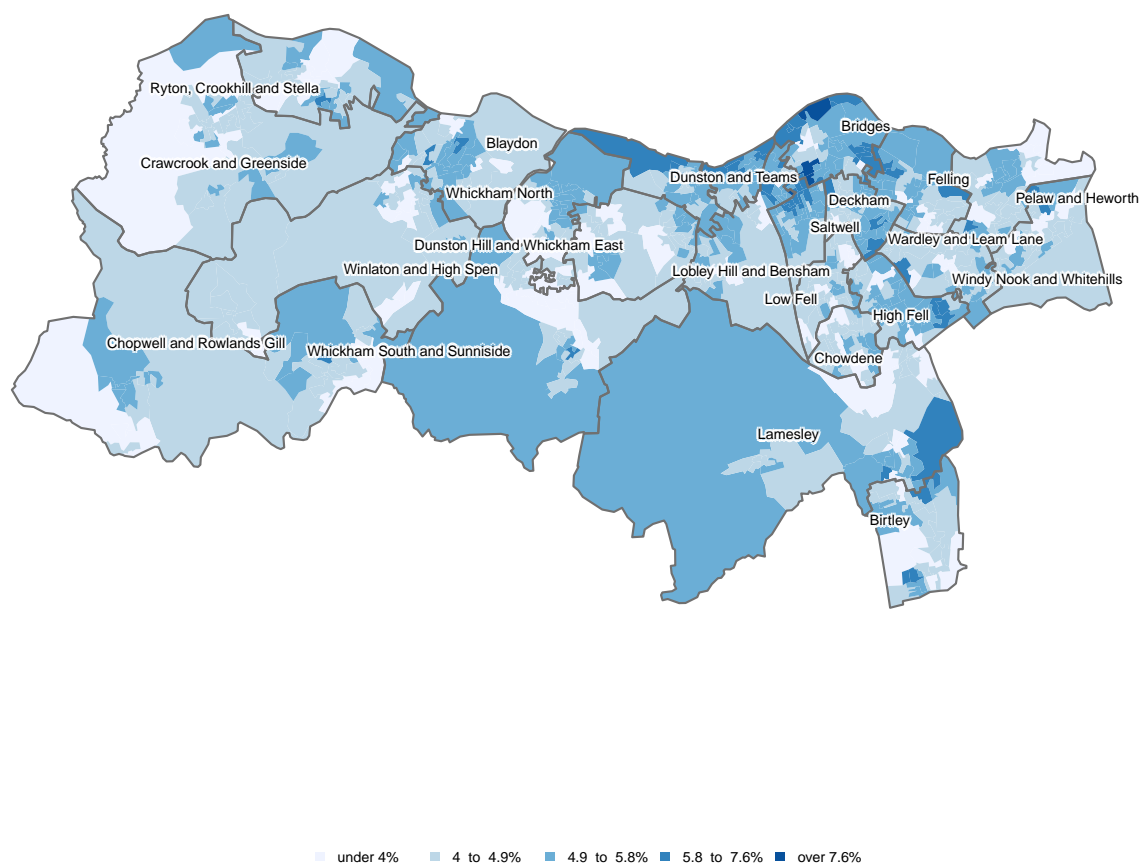 Ryton, Crookhill and Stella
Bridges
Blaydon
Crawcrook and Greenside
Dunston and Teams
Felling
Whickham North
Deckham
Pelaw and Heworth
Saltwell
Dunston Hill and Whickham East
Wardley and Leam Lane
Winlaton and High Spen
Lobley Hill and Bensham
Windy Nook and Whitehills
Low Fell
High Fell
Chopwell and Rowlands Gill
Whickham South and Sunniside
Chowdene
Lamesley
Birtley
under 4% 4 to 4.9% 4.9 to 5.8% 5.8 to 7.6% over 7.6%